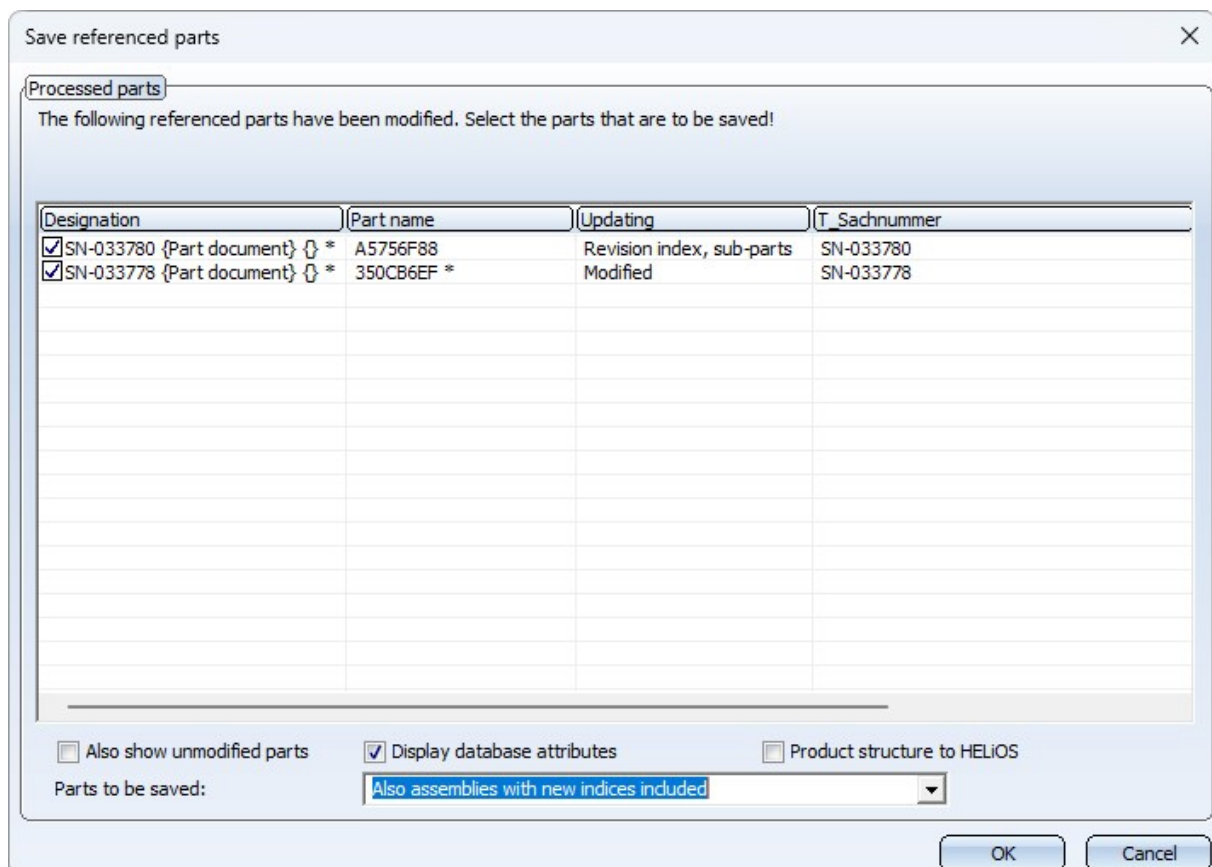 Save referenced parts
Processed parts
The following referenced parts have been modified. Select the parts that are to be saved!
Designation Part name Updating T_Sachnummer
SN-033780 {Part document} {} * A5756F88 Revision index, sub-parts SN-033780
SN-033778 {Part document} {} * 350CB6EF * Modified SN-033778
Also show unmodified parts Display database attributes Product structure to HELiOS
Parts to be saved: Also assemblies with new indices included
OK Cancel